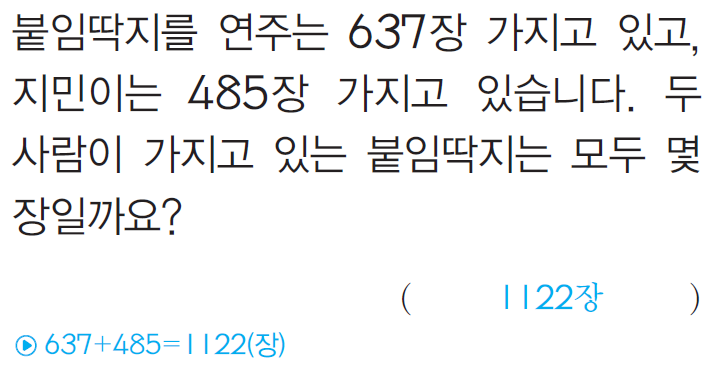 붙임딱지를 연주는 637장 가지고 있고,
지민이는 485장 가지고 있습니다. 두
사람이 가지고 있는 붙임딱지는 모두 몇
장일까요?
( 1122장 )
637+485=1122(장)